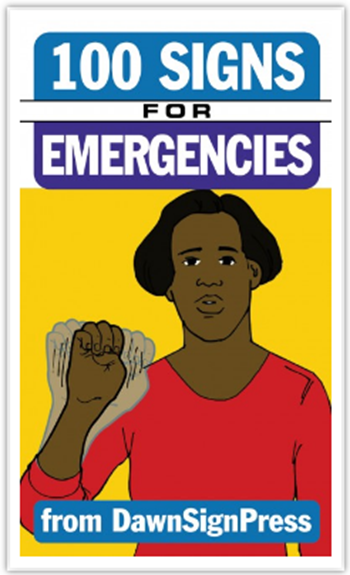 100 SIGNS
FOR
EMERGENCIES
from DawnSignPress